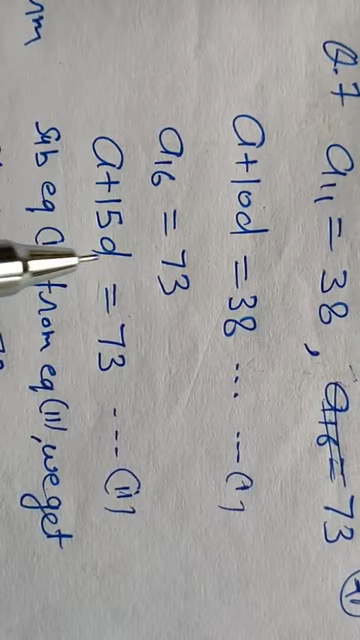 Q.7 a₁₁ = 38, a₁₆ = 73
a+10d = 38 ... --(i)
a₁₆ = 73
a+15d = 73 ---(ii)
Sub eq from eq(ii), we get